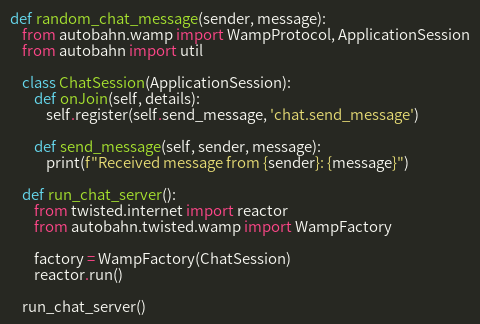 def random_chat_message(sender, message):
    from autobahn.wamp import WampProtocol, ApplicationSession
    from autobahn import util

    class ChatSession(ApplicationSession):
        def onJoin(self, details):
            self.register(self.send_message, 'chat.send_message')

        def send_message(self, sender, message):
            print(f"Received message from {sender}: {message}")

    def run_chat_server():
        from twisted.internet import reactor
        from autobahn.twisted.wamp import WampFactory

        factory = WampFactory(ChatSession)
        reactor.run()

    run_chat_server()